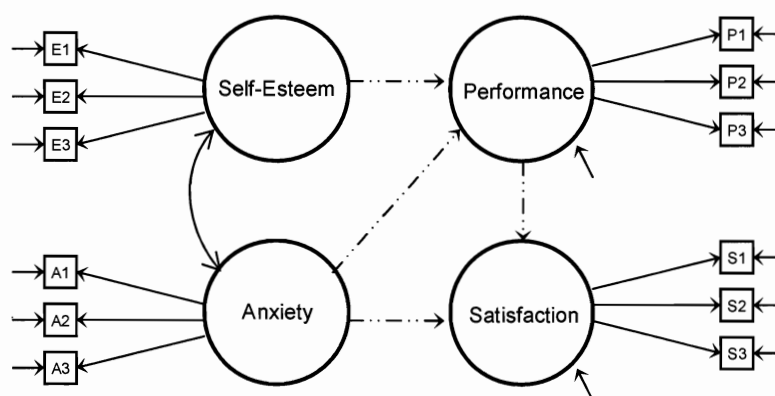 E1
E2
E3
Self-Esteem
Performance
P1
P2
P3
A1
A2
A3
Anxiety
Satisfaction
S1
S2
S3